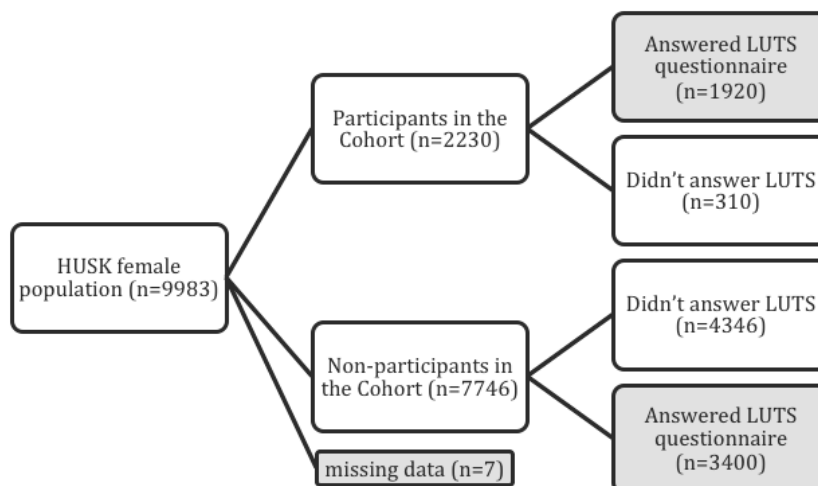 HUSK female
population (n=9983)
Participants in the
Cohort (n=2230)
Non-participants in
the Cohort (n=7746)
missing data (n=7)
Answered LUTS
questionnaire
(n=1920)
Didn’t answer LUTS
(n=310)
Didn’t answer LUTS
(n=4346)
Answered LUTS
questionnaire
(n=3400)